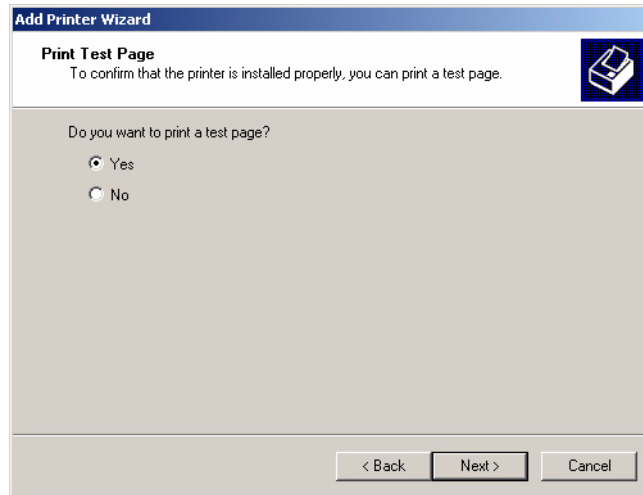 Add Printer Wizard
Print Test Page
To confirm that the printer is installed properly, you can print a test page.
Do you want to print a test page?
Yes
No
< Back Next > Cancel